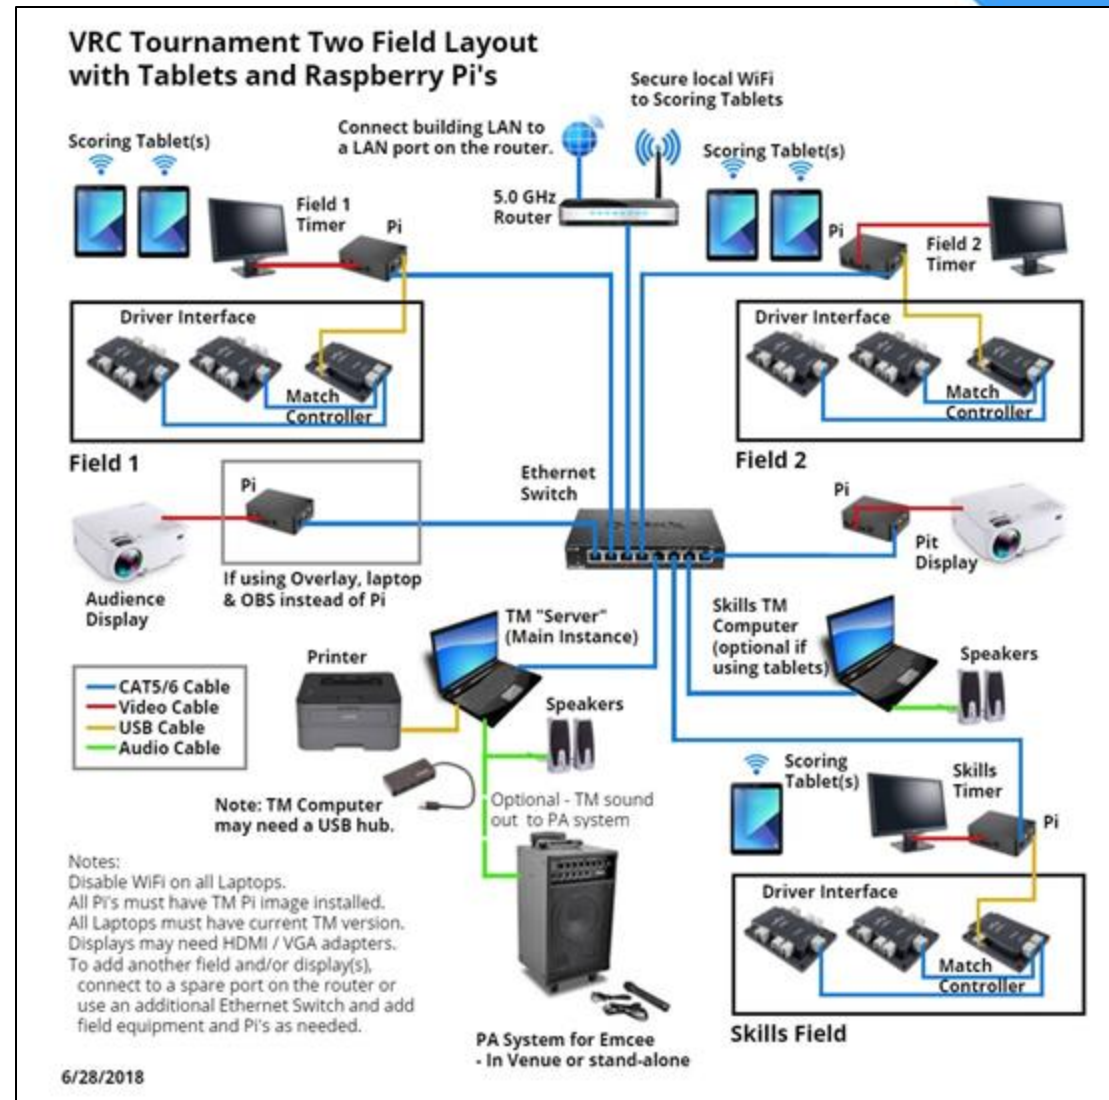 VRC Tournament Two Field Layout
with Tablets and Raspberry Pi's
Secure local WiFi
to Scoring Tablets
Connect building LAN to
a LAN port on the router.
Scoring Tablet(s)
Scoring Tablet(s)
5.0 GHz
Router
Field 1
Timer
Pi
Pi
Field 2
Timer
Driver Interface
Match
Controller
Field 1
Driver Interface
Match
Controller
Field 2
Ethernet
Switch
Pi
If using Overlay, laptop
& OBS instead of Pi
Audience
Display
Pi
Pit
Display
TM "Server"
(Main Instance)
Skills TM
Computer
(optional if
using tablets)
Speakers
Printer
Speakers
CAT5/6 Cable
Video Cable
USB Cable
Audio Cable
Note: TM Computer
may need a USB hub.
Optional - TM sound
out to PA system
Scoring
Tablet(s)
Skills
Timer
Pi
Notes:
Disable WiFi on all Laptops.
All Pi's must have TM Pi image installed.
All Laptops must have current TM version.
Displays may need HDMI / VGA adapters.
To add another field and/or display(s),
connect to a spare port on the router or
use an additional Ethernet Switch and add
field equipment and Pi's as needed.
Driver Interface
Match
Controller
Skills Field
PA System for Emcee
- In Venue or stand-alone
6/28/2018